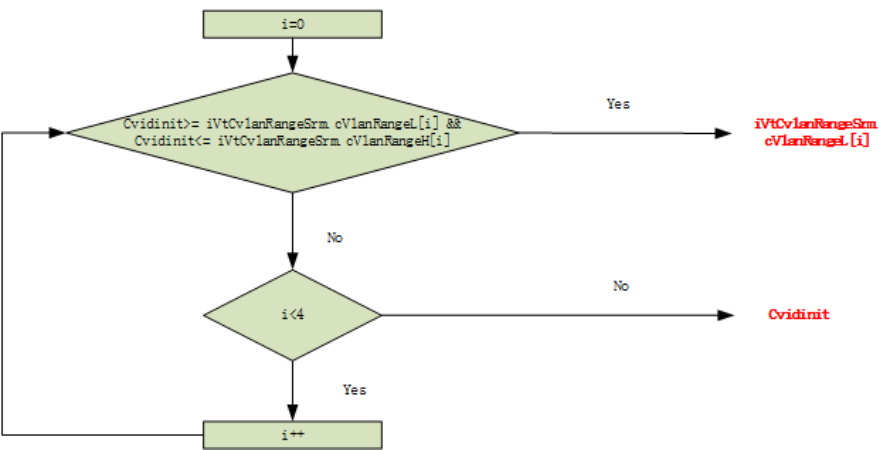 i=0
Cvidinit>= iVtCvlanRangeSrm.cVlanRangeL[i] &&
Cvidinit<= iVtCvlanRangeSrm.cVlanRangeH[i]
Yes
iVtCvlanRangeSrm.
cVlanRangeL[i]
No
i<4
No
Cvidinit
Yes
i++